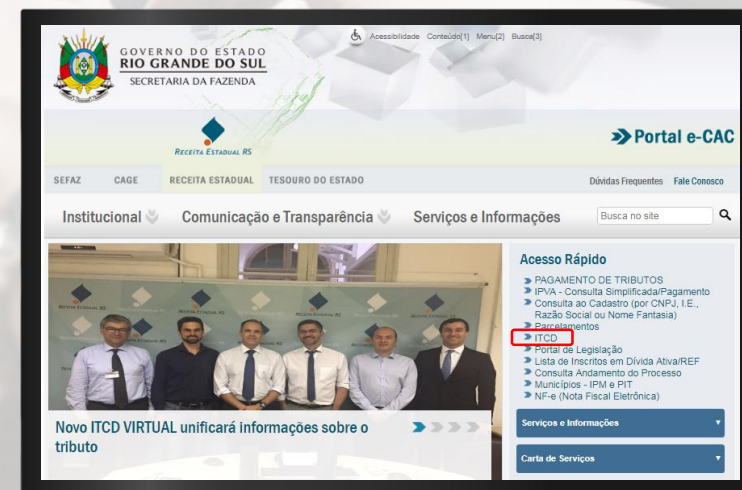 Acessibilidade Conteúdo[1] Menu[2] Busca[3]
GOVERNO DO ESTADO
RIO GRANDE DO SUL
SECRETARIA DA FAZENDA
RECEITA ESTADUAL RS
Portal e-CAC
SEFAZ CAGE RECEITA ESTADUAL TESOURO DO ESTADO Dúvidas Frequentes Fale Conosco
Institucional Comunicação e Transparência Serviços e Informações Busca no site
Acesso Rápido
PAGAMENTO DE TRIBUTOS
IPVA - Consulta Simplificada/Pagamento
Consulta ao Cadastro (por CNPJ, I.E.,
Razão Social ou Nome Fantasia)
Parcelamentos
ITCD
Portal de Legislação
Lista de Inscritos em Dívida Ativa/REF
Consulta Andamento do Processo
Municípios - IPM e PIT
NF-e (Nota Fiscal Eletrônica)
Novo ITCD VIRTUAL unificará informações sobre o
tributo
Serviços e Informações
Carta de Serviços